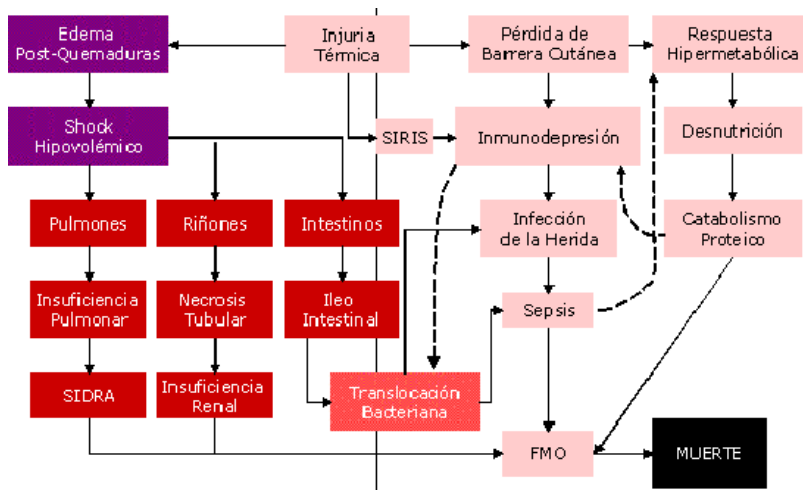 Edema
Post-Quemaduras
Injuria
Térmica
Pérdida de
Barrera Cutánea
Respuesta
Hipermetabólica
Shock
Hipovolémico
SIRIS
Inmunodepresión
Desnutrición
Pulmones
Riñones
Intestinos
Infección
de la Herida
Catabolismo
Proteico
Insuficiencia
Pulmonar
Necrosis
Tubular
Ileo
Intestinal
Sepsis
SIDRA
Insuficiencia
Renal
Translocación
Bacteriana
FMO
MUERTE